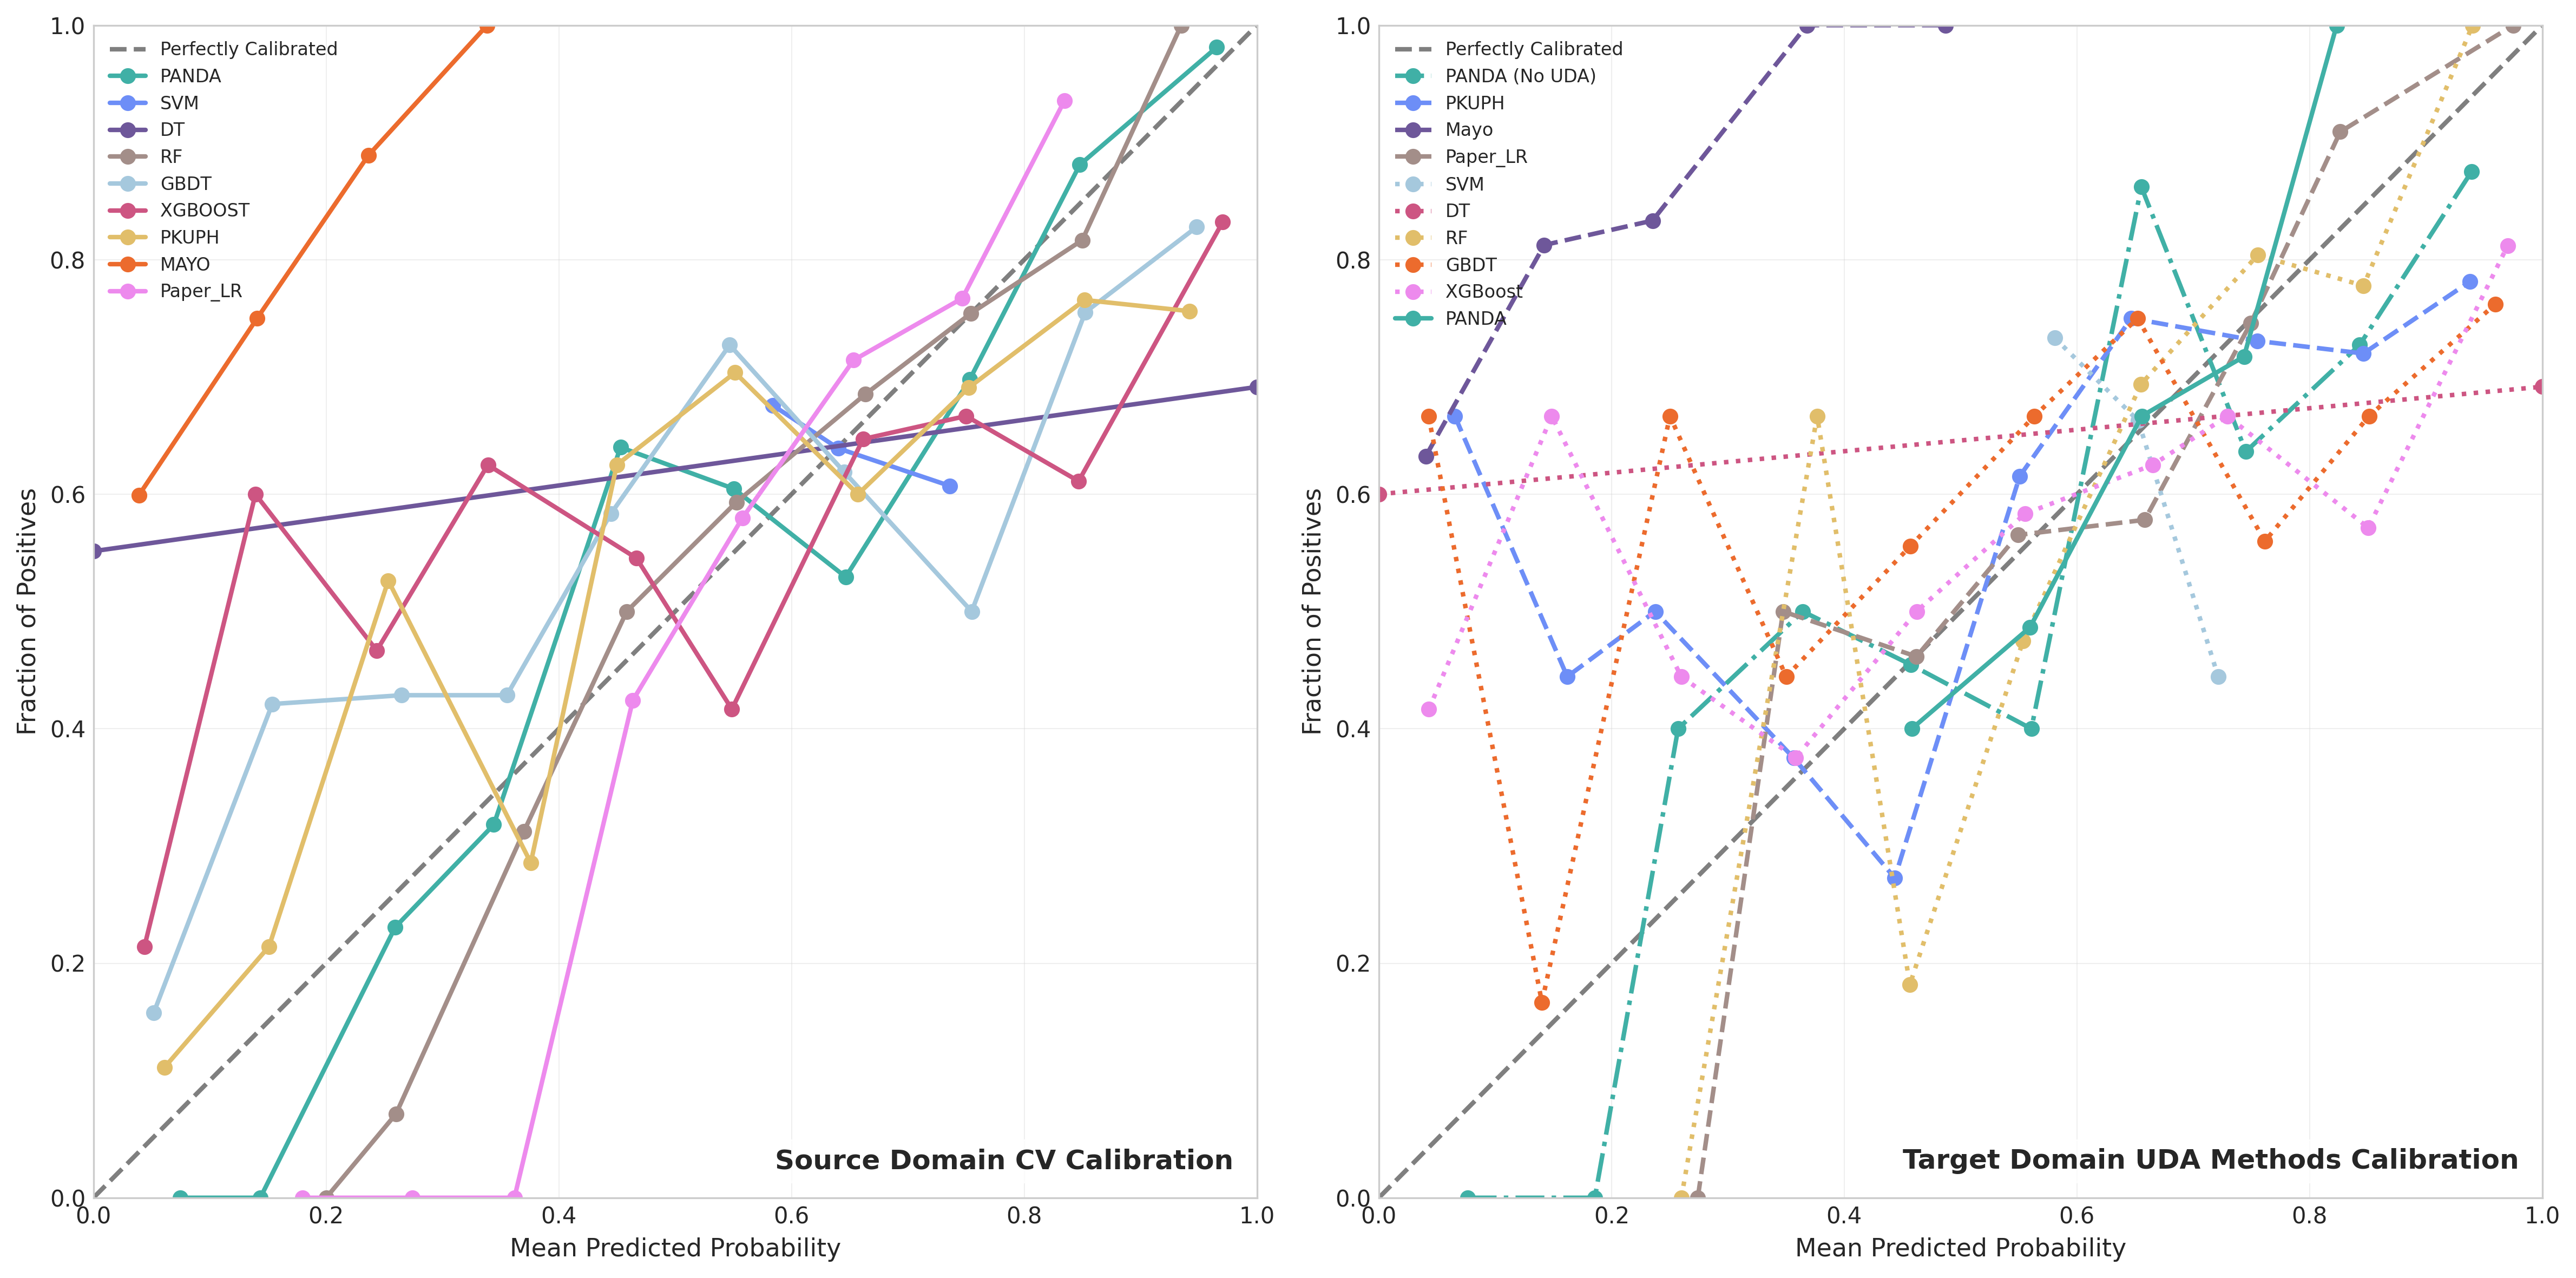 1.0
0.8
0.6
0.4
0.2
0.0
Fraction of Positives
Perfectly Calibrated
PANDA
SVM
DT
RF
GBDT
XGBOOST
PKUPH
MAYO
Paper_LR
Source Domain CV Calibration
0.0 0.2 0.4 0.6 0.8 1.0
Mean Predicted Probability
1.0
0.8
0.6
0.4
0.2
0.0
Fraction of Positives
Perfectly Calibrated
PANDA (No UDA)
PKUPH
Mayo
Paper_LR
SVM
DT
RF
GBDT
XGBoost
PANDA
Target Domain UDA Methods Calibration
0.0 0.2 0.4 0.6 0.8 1.0
Mean Predicted Probability